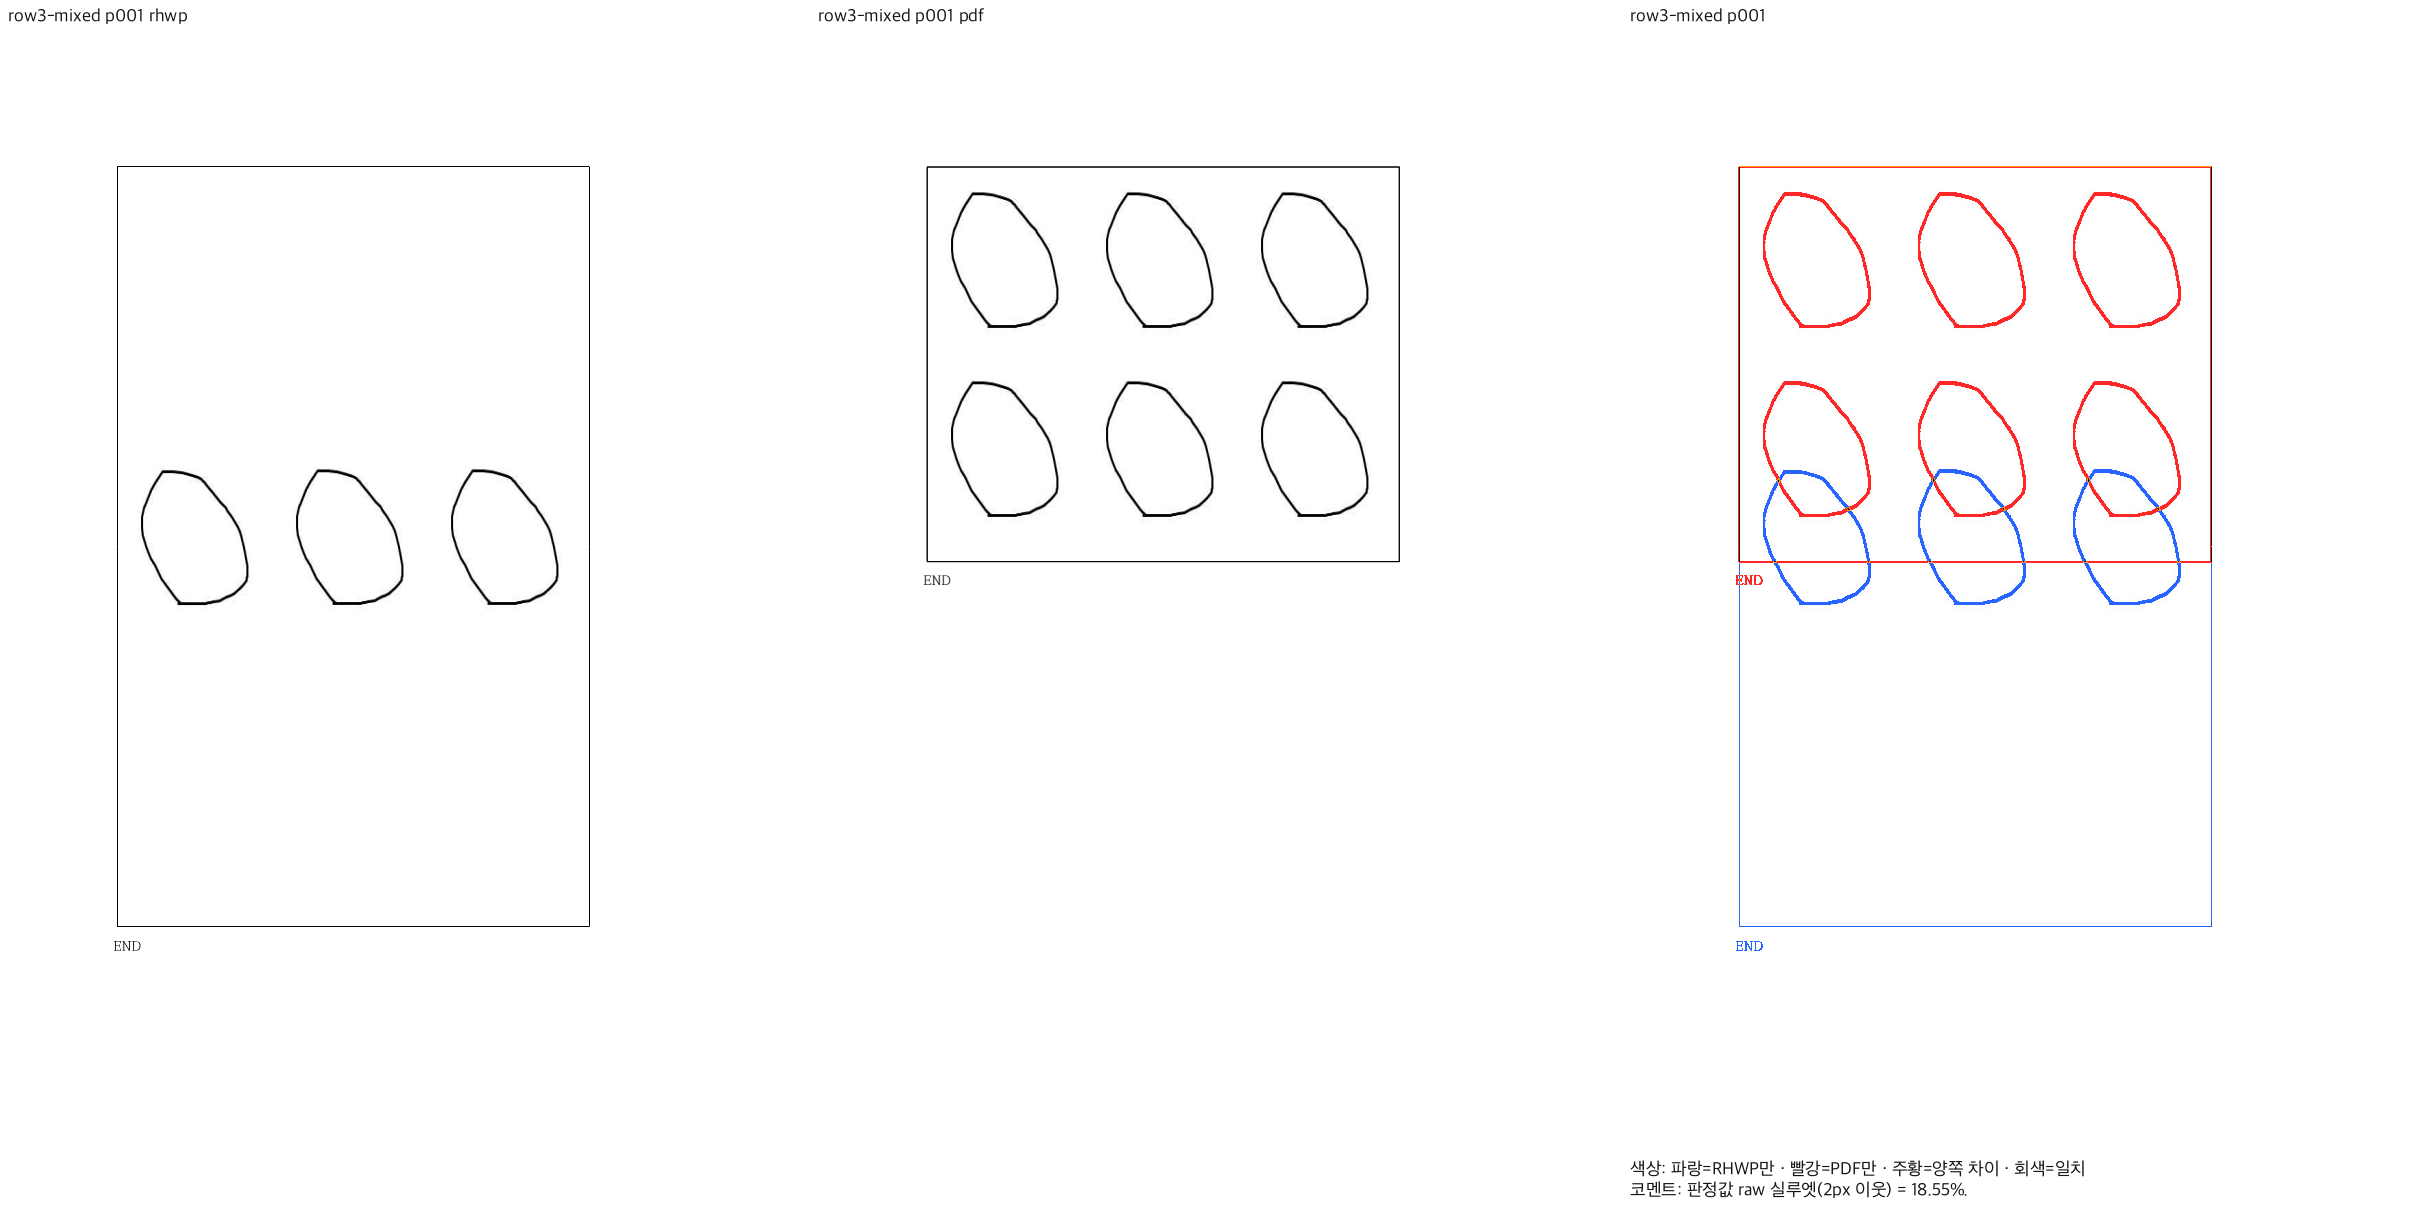 row3-mixed p001 rhwp
row3-mixed p001 pdf
row3-mixed p001
END
END
END
END
색상: 파랑=RHWP만 · 빨강=PDF만 · 주황=양쪽 차이 · 회색=일치
코멘트: 판정값 raw 실루엣(2px 이웃) = 18.55%.